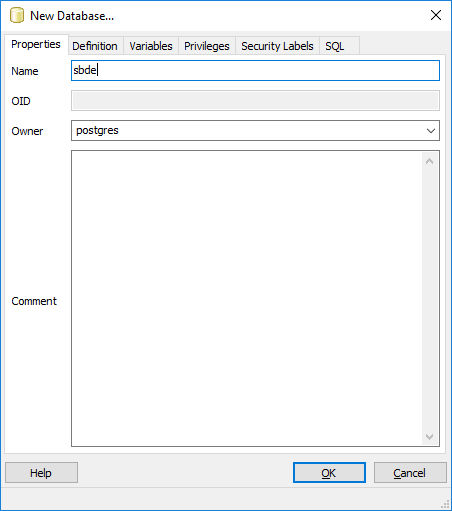 New Database...
Properties Definition Variables Privileges Security Labels SQL
Name sbde
OID
Owner postgres
Comment
Help OK Cancel